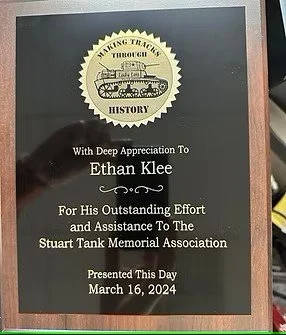 MAKING TRACKS
THROUGH
HISTORY
With Deep Appreciation To
Ethan Klee
For His Outstanding Effort
and Assistance To The
Stuart Tank Memorial Association
Presented This Day
March 16, 2024